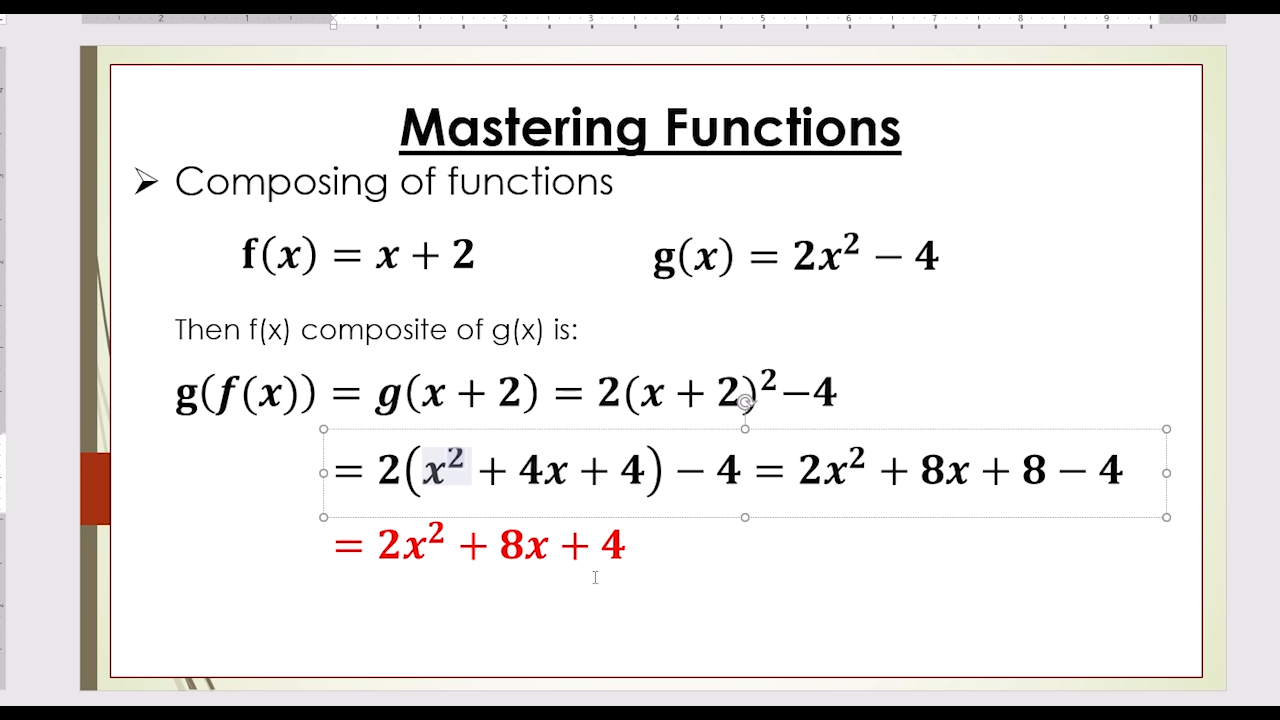 Mastering Functions
➢ Composing of functions
f(x) = x + 2 g(x) = 2x² − 4
Then f(x) composite of g(x) is:
g(f(x)) = g(x + 2) = 2(x + 2)² −4
= 2(x² + 4x + 4) − 4 = 2x² + 8x + 8 − 4
= 2x² + 8x + 4